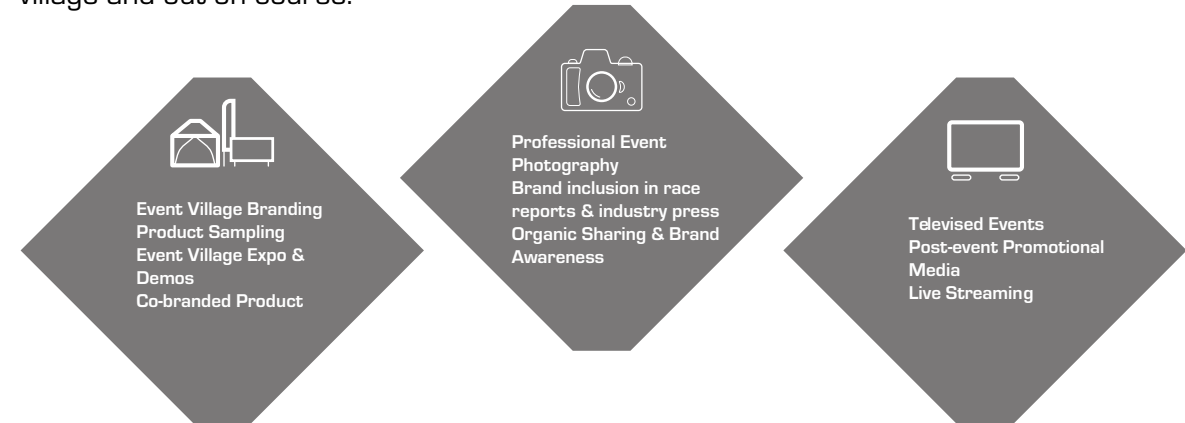 village and out on course.
Event Village Branding
Product Sampling
Event Village Expo &
Demos
Co-branded Product
Professional Event
Photography
Brand inclusion in race
reports & industry press
Organic Sharing & Brand
Awareness
Televised Events
Post-event Promotional
Media
Live Streaming